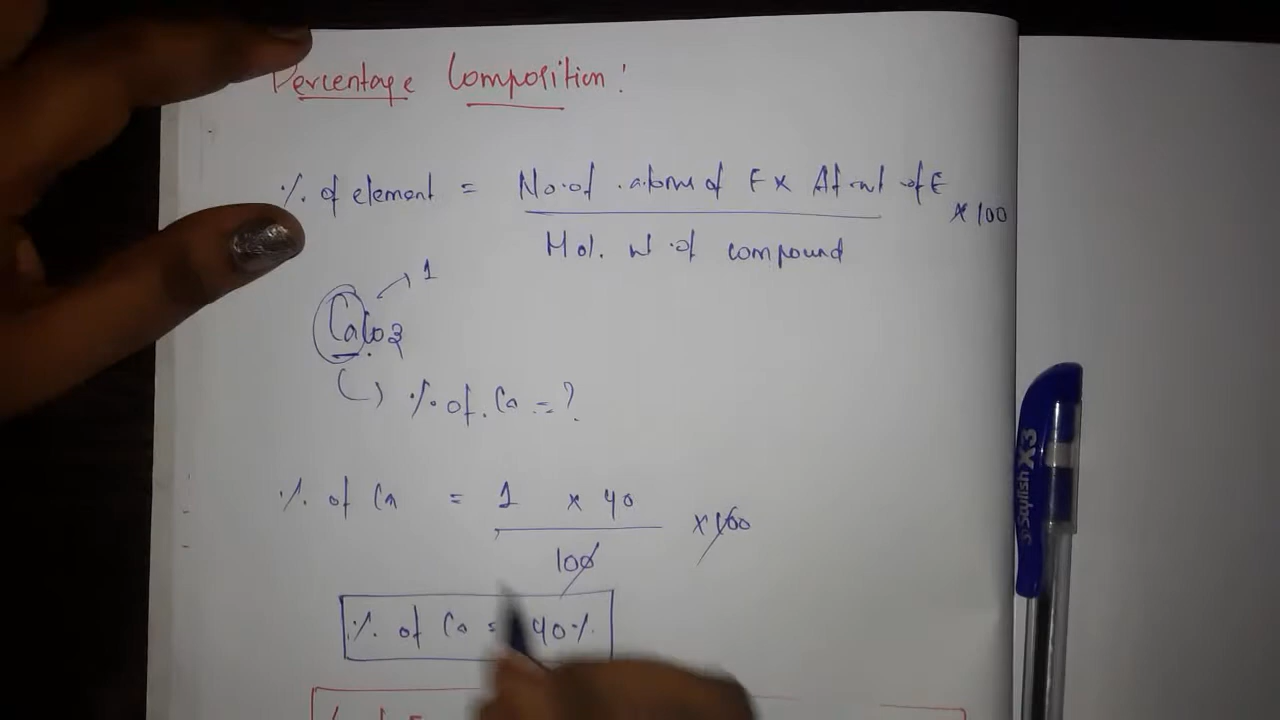 Percentage Composition:
% of element = No. of atoms of E x At wt of E x 100
Mol. wt of compound
1
CaCo3
% of Ca = ?
% of Ca = 1 x 40 x 100
100
% of Ca = 40%
Stylish X3